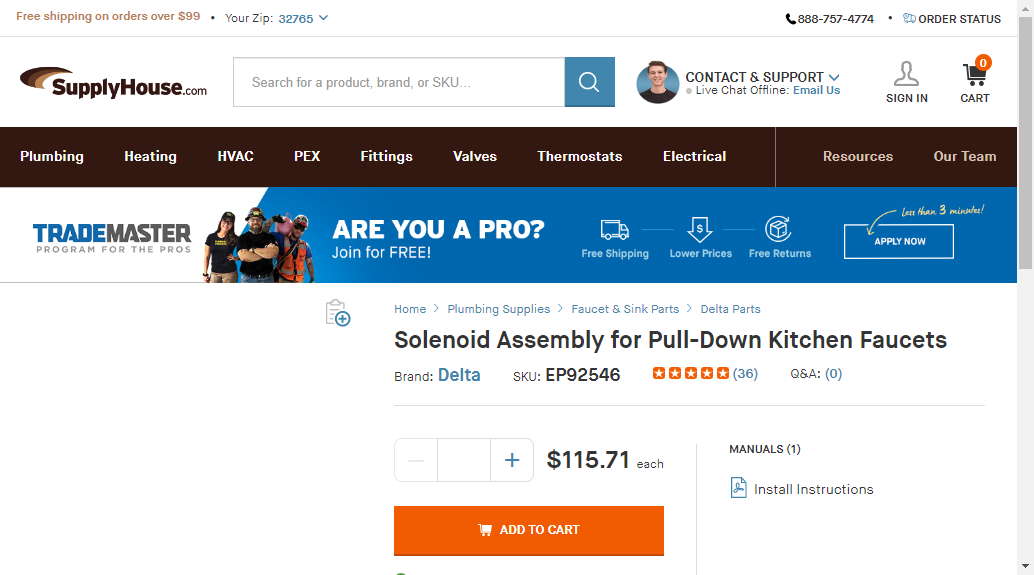 Free shipping on orders over $99 • Your Zip: 32765
888-757-4774 • ORDER STATUS
SupplyHouse.com
Search for a product, brand, or SKU...
CONTACT & SUPPORT
Live Chat Offline: Email Us
SIGN IN
0
CART
Plumbing Heating HVAC PEX Fittings Valves Thermostats Electrical Resources Our Team
TRADEMASTER
PROGRAM FOR THE PROS
ARE YOU A PRO?
Join for FREE!
Free Shipping
$
Lower Prices
Free Returns
Less than 3 minutes!
APPLY NOW
Home > Plumbing Supplies > Faucet & Sink Parts > Delta Parts
Solenoid Assembly for Pull-Down Kitchen Faucets
Brand: Delta SKU: EP92546 (36) Q&A: (0)
— + $115.71 each
ADD TO CART
MANUALS (1)
Install Instructions